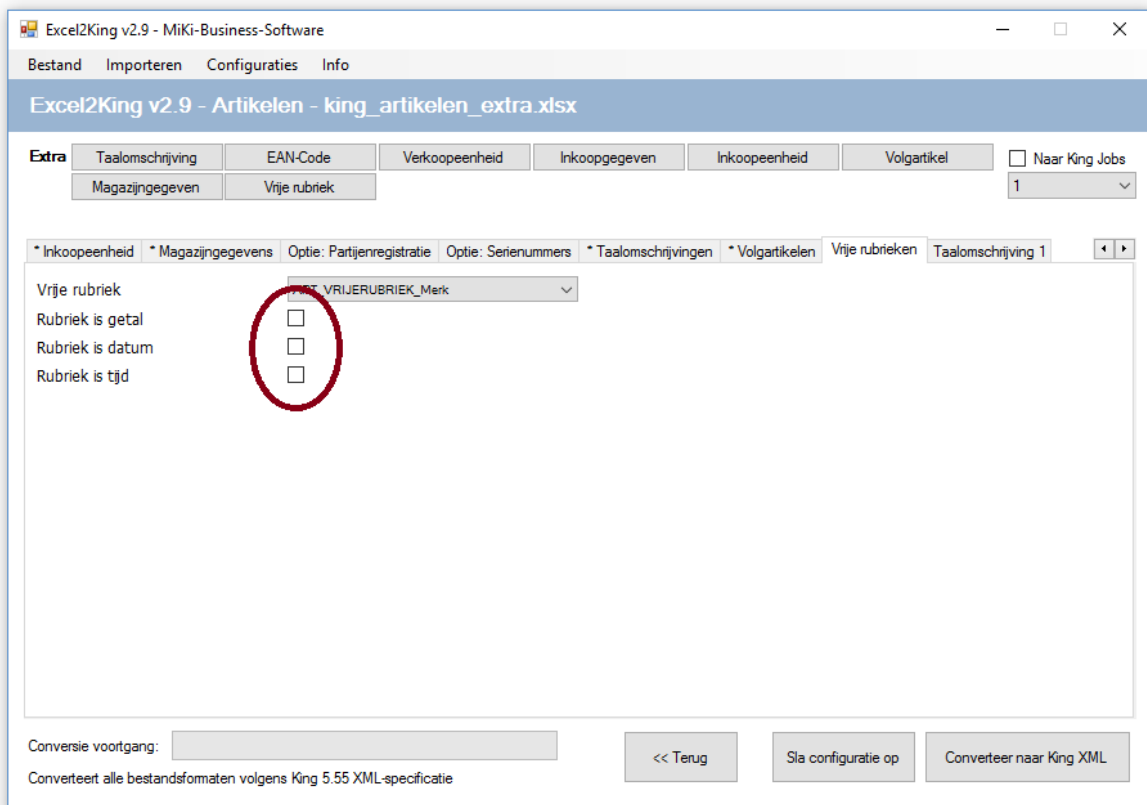 Excel2King v2.9 - MiKi-Business-Software
Bestand Importeren Configuraties Info
Excel2King v2.9 - Artikelen - king_artikelen_extra.xlsx
Extra Taalomschrijving EAN-Code Verkoopeenheid Inkoopgegeven Inkoopeenheid Volgartikel Naar King Jobs
Magazijngegeven Vrije rubriek 1
* Inkoopeenheid * Magazijngegevens Optie: Partijenregistratie Optie: Serienummers * Taalomschrijvingen * Volgartikelen Vrije rubrieken Taalomschrijving 1
Vrije rubriek ART_VRIJERUBRIEK_Merk
Rubriek is getal
Rubriek is datum
Rubriek is tijd
Conversie voortgang:
<< Terug Sla configuratie op Converteer naar King XML
Converteert alle bestandsformaten volgens King 5.55 XML-specificatie